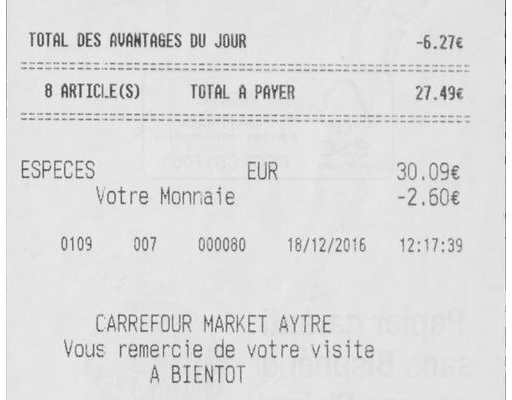 TOTAL DES AVANTAGES DU JOUR -6.27€
8 ARTICLE(S) TOTAL A PAYER 27.49€
ESPECES EUR 30.09€
Votre Monnaie -2.60€
0109 007 000080 18/12/2016 12:17:39
CARREFOUR MARKET AYTRE
Vous remercie de votre visite
A BIENTOT